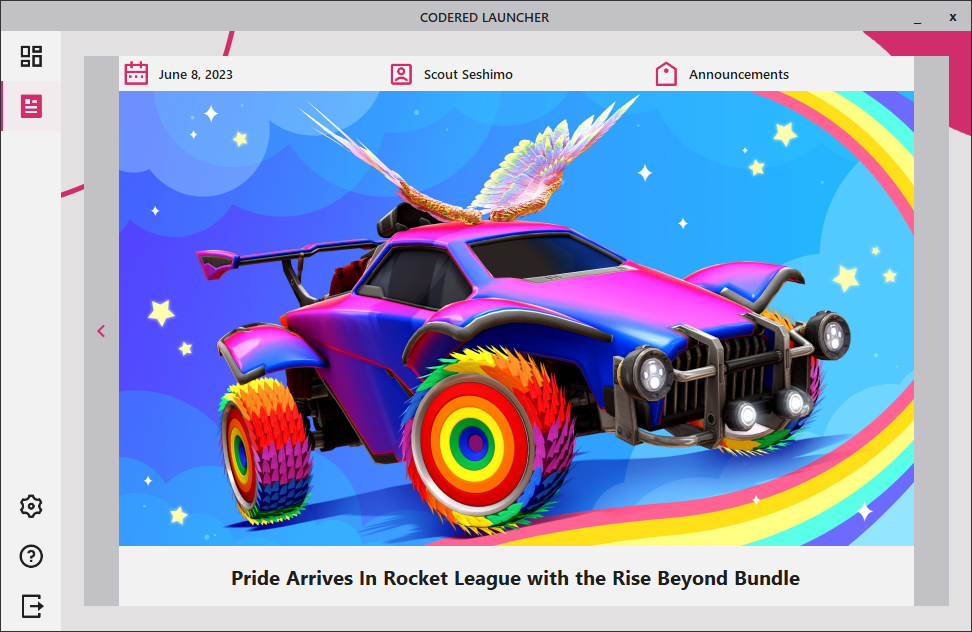 CODERED LAUNCHER
_ x
June 8, 2023
Scout Seshimo
Announcements
Pride Arrives In Rocket League with the Rise Beyond Bundle